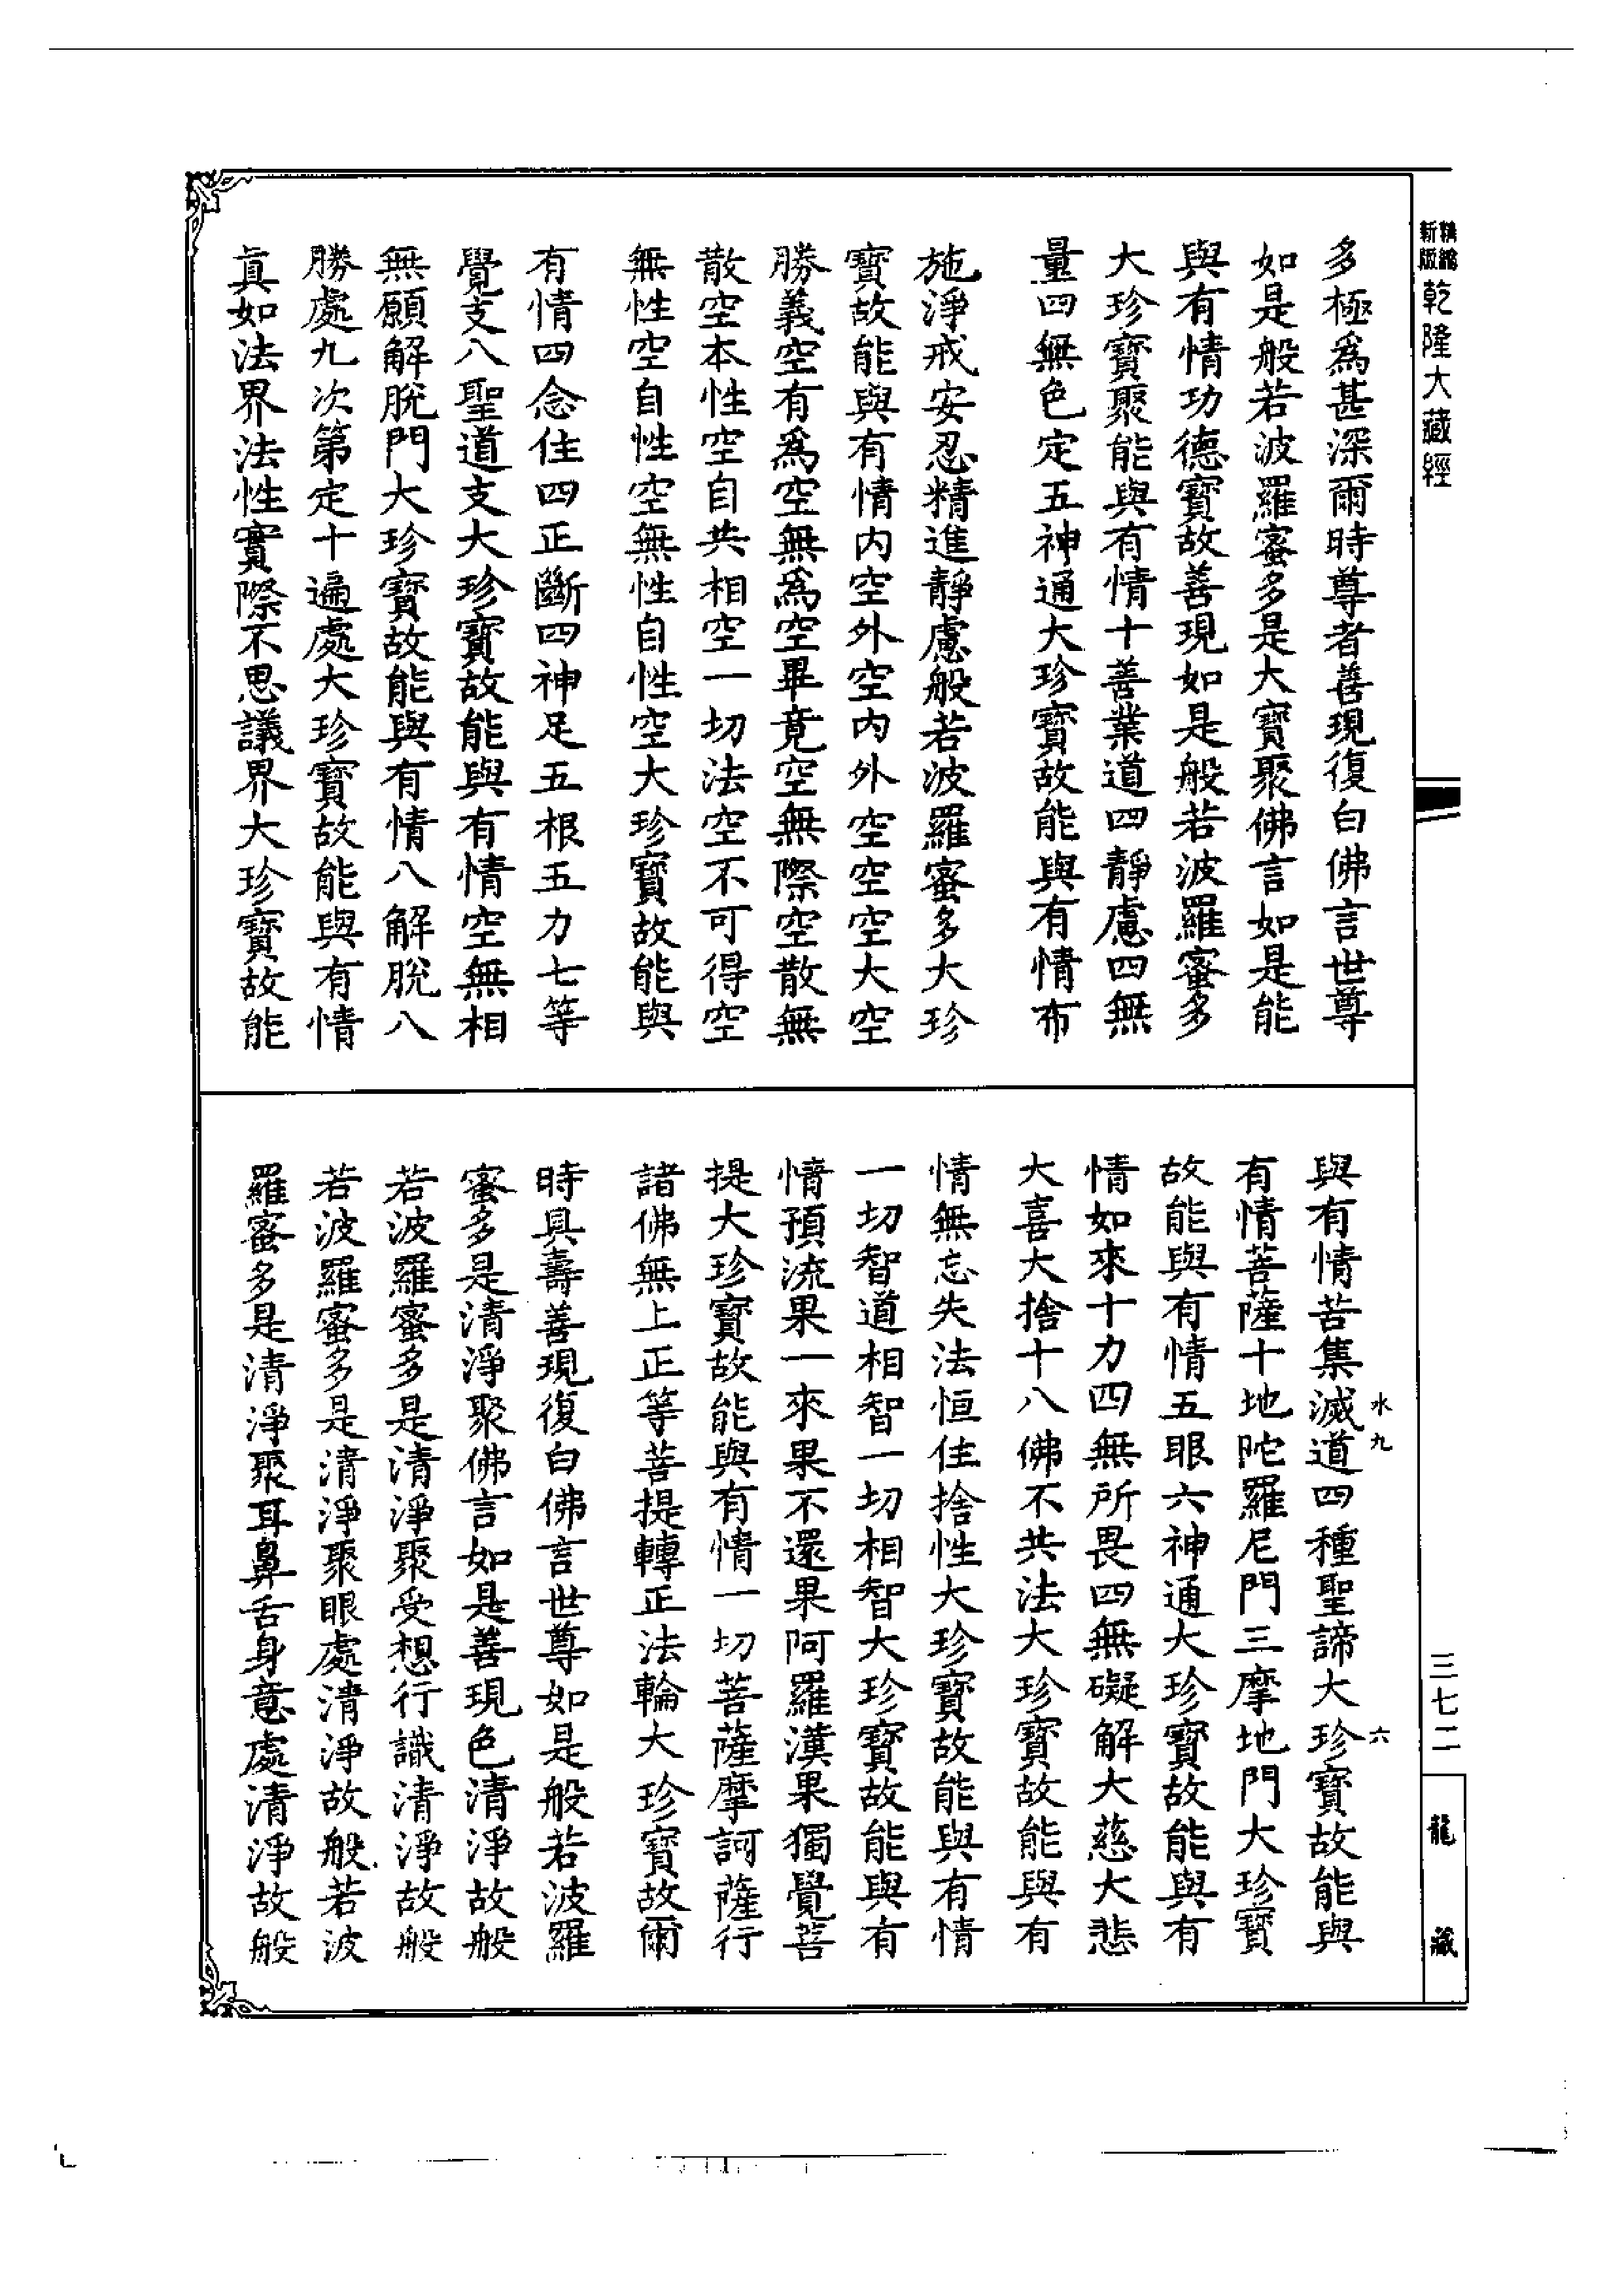 新版 精縮
乾隆大藏經
三七二
龍藏
多極爲甚深爾時尊者善現復白佛言世尊
如是般若波羅蜜多是大寶聚佛言如是能
與有情功德寶故善現如是般若波羅蜜多
大珍寶聚能與有情十善業道四靜慮四無
量四無色定五神通大珍寶故能與有情布
施淨戒安忍精進靜慮般若波羅蜜多大珍
寶故能與有情内空外空内外空空空大空
勝義空有爲空無爲空畢竟空無際空散無
散空本性空自共相空一切法空不可得空
無性空自性空無性自性空大珍寶故能與
有情四念住四正斷四神足五根五力七等
覺支八聖道支大珍寶故能與有情空無相
無願解脫門大珍寶故能與有情八解脫八
勝處九次第定十遍處大珍寶故能與有情
真如法界法性實際不思議界大珍寶故能
與有情苦集滅道四種聖諦大珍寶故能與
水九
六
有情菩薩十地陀羅尼門三摩地門大珍寶
故能與有情五眼六神通大珍寶故能與有
情如來十力四無所畏四無礙解大慈大悲
大喜大捨十八佛不共法大珍寶故能與有
情無忘失法恒住捨性大珍寶故能與有情
一切智道相智一切相智大珍寶故能與有
情預流果一來果不還果阿羅漢果獨覺菩
提大珍寶故能與有情一切菩薩摩訶薩行
諸佛無上正等菩提轉正法輪大珍寶故爾
時具壽善現復白佛言世尊如是般若波羅
蜜多是清淨聚佛言如是善現色清淨故般
若波羅蜜多是清淨聚受想行識清淨故般
若波羅蜜多是清淨聚眼處清淨故般若波
羅蜜多是清淨聚耳鼻舌身意處清淨故般